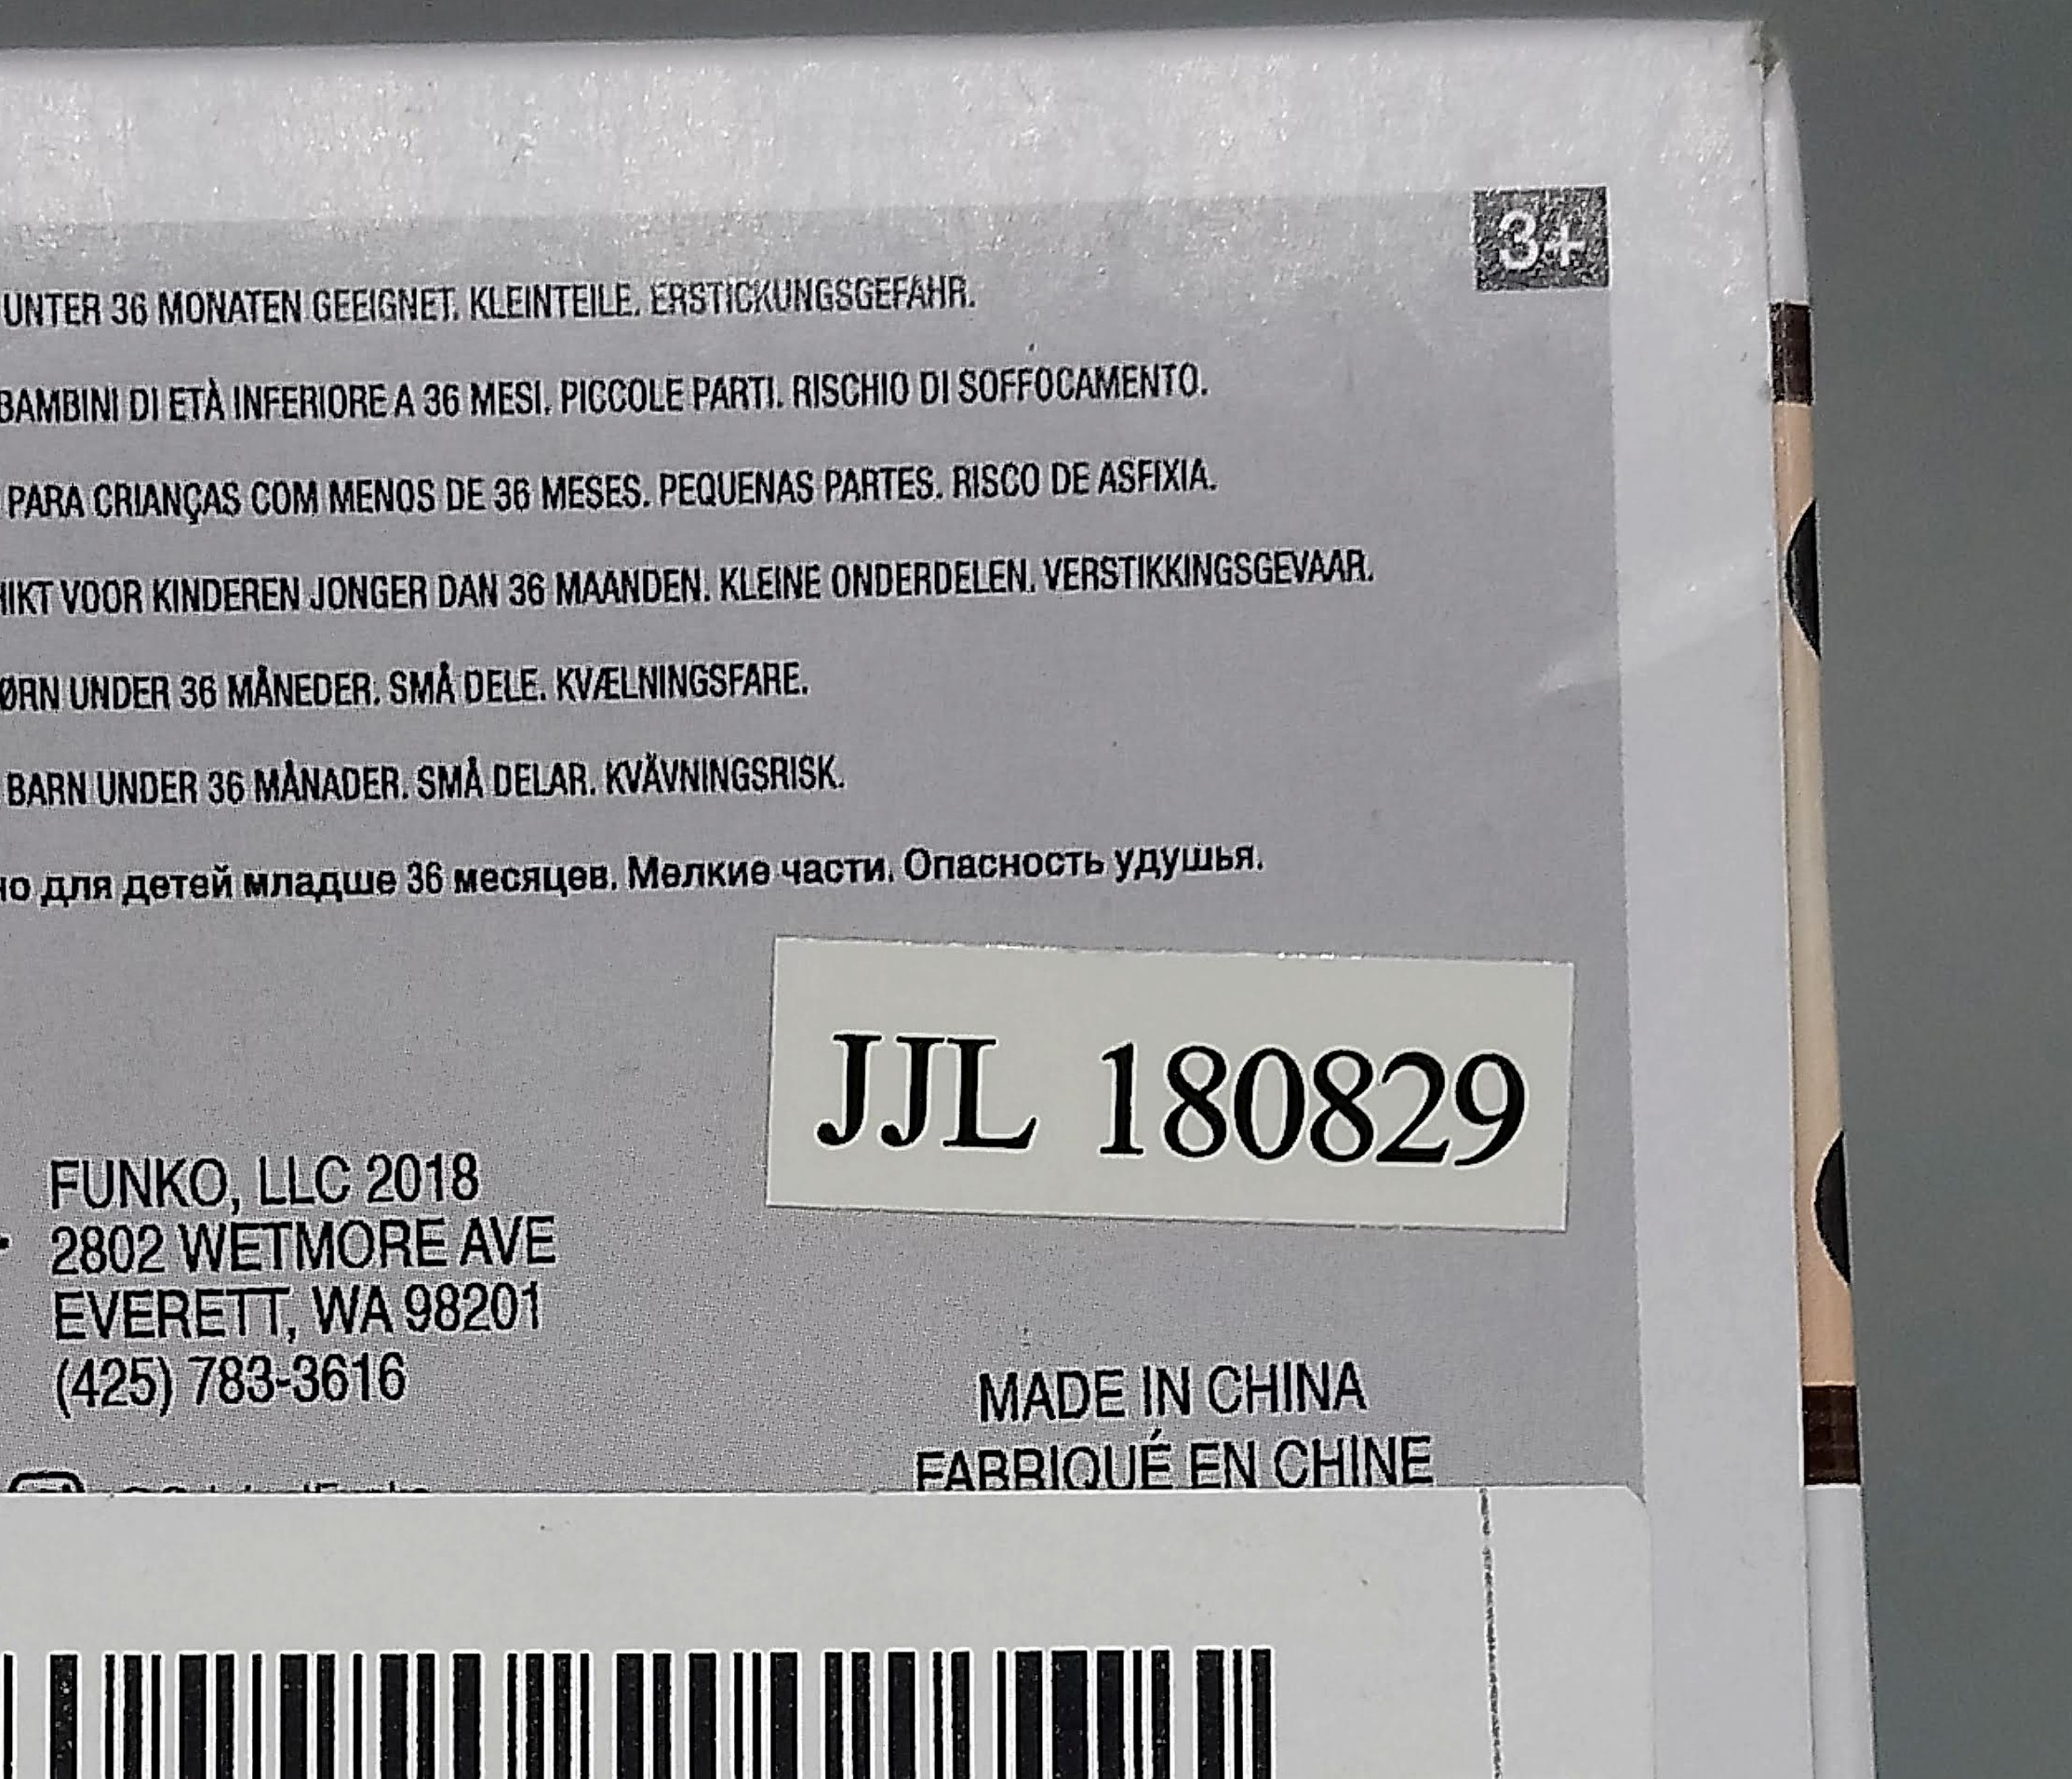 3+
UNTER 36 MONATEN GEEIGNET. KLEINTEILE. ERSTICKUNGSGEFAHR.
BAMBINI DI ETÀ INFERIORE A 36 MESI. PICCOLE PARTI. RISCHIO DI SOFFOCAMENTO.
PARA CRIANÇAS COM MENOS DE 36 MESES. PEQUENAS PARTES. RISCO DE ASFIXIA.
VOOR KINDEREN JONGER DAN 36 MAANDEN. KLEINE ONDERDELEN. VERSTIKKINGSGEVAAR.
UNDER 36 MÅNEDER. SMÅ DELE. KVÆLNINGSFARE.
BARN UNDER 36 MÅNADER. SMÅ DELAR. KVÄVNINGSRISK.
для детей младше 36 месяцев. Мелкие части. Опасность удушья.
JJL 180829
FUNKO, LLC 2018
2802 WETMORE AVE
EVERETT, WA 98201
(425) 783-3616
MADE IN CHINA
FABRIQUÉ EN CHINE